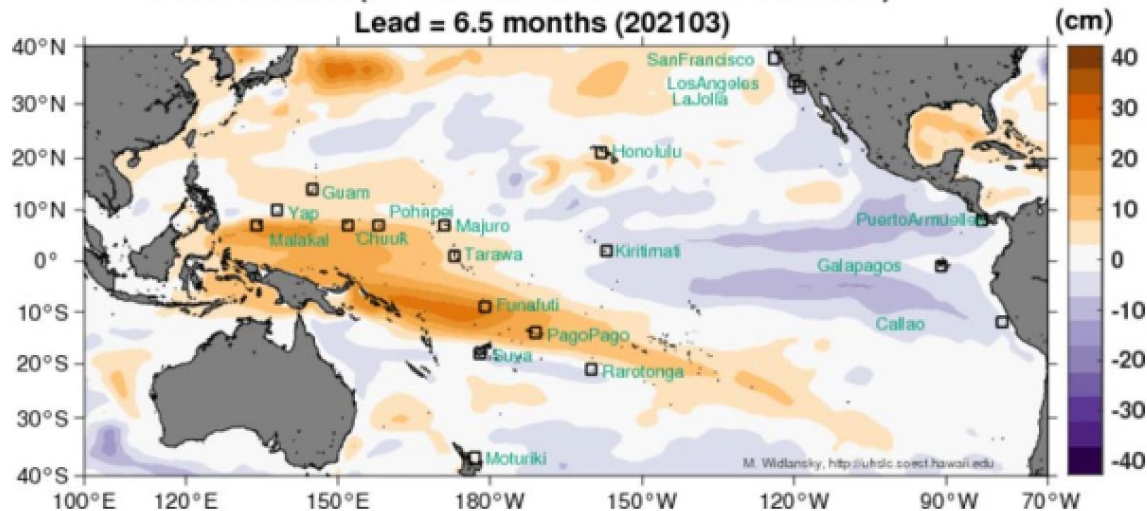 Lead = 6.5 months (202103)
(cm)
40°N
30°N
20°N
10°N
0°
10°S
20°S
30°S
40°S
SanFrancisco
LosAngeles
LaJolla
Honolulu
Guam
Yap
Pohnpei
Malakal
Chuuk
Majuro
Tarawa
Kiritimati
PuertoArmuelle
Galapagos
Funafuti
PagoPago
Callao
Suva
Rarotonga
Moturiki
M. Widlansky, http://uhslc.soest.hawaii.edu
100°E 120°E 150°E 180°W 150°W 120°W 90°W 70°W
40
30
20
10
0
-10
-20
-30
-40